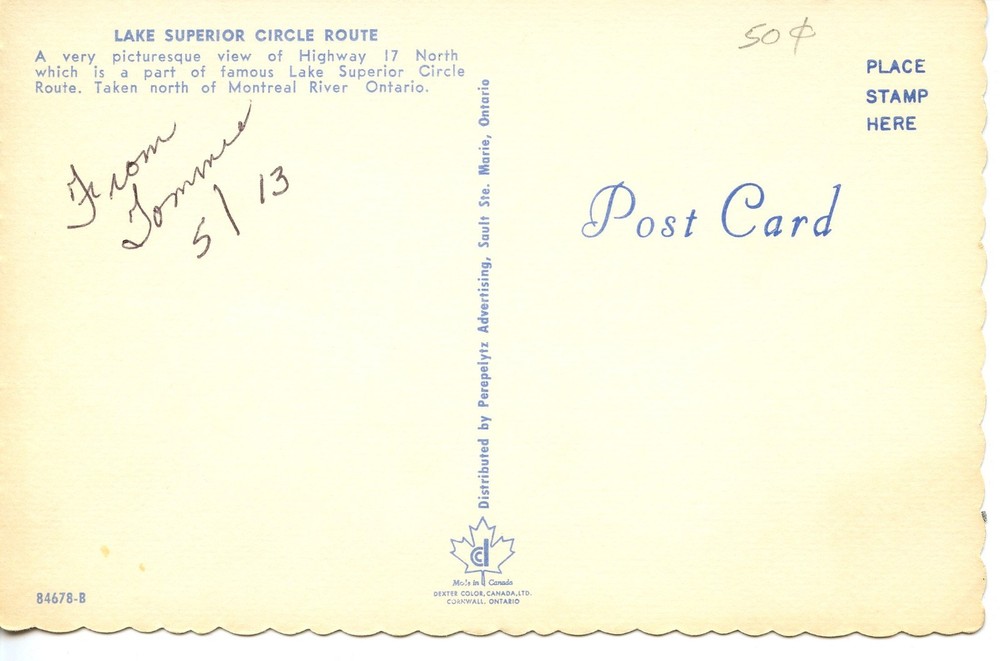 LAKE SUPERIOR CIRCLE ROUTE
A very picturesque view of Highway 17 North
which is a part of famous Lake Superior Circle
Route. Taken north of Montreal River Ontario.
From
Tommie
5/13
50¢
PLACE
STAMP
HERE
Post Card
Distributed by Perepelytz Advertising, Sault Ste. Marie, Ontario
cd
Made in Canada
DEXTER COLOR, CANADA, LTD.
CORNWALL, ONTARIO
84678-B